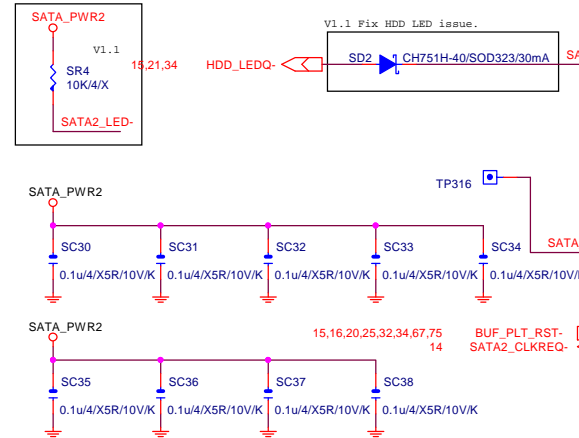 SATA_PWR2
V1.1
SR4
10K/4/X
SATA2_LED-
V1.1 Fix HDD LED issue.
15,21,34
HDD_LEDQ-
SD2
CH751H-40/SOD323/30mA
SA
TP316
SATA
SATA_PWR2
SC30
0.1u/4/X5R/10V/K
SC31
0.1u/4/X5R/10V/K
SC32
0.1u/4/X5R/10V/K
SC33
0.1u/4/X5R/10V/K
SC34
0.1u/4/X5R/10V/K
SATA_PWR2
SC35
0.1u/4/X5R/10V/K
SC36
0.1u/4/X5R/10V/K
SC37
0.1u/4/X5R/10V/K
SC38
0.1u/4/X5R/10V/K
15,16,20,25,32,34,67,75 BUF_PLT_RST-
14 SATA2_CLKREQ-